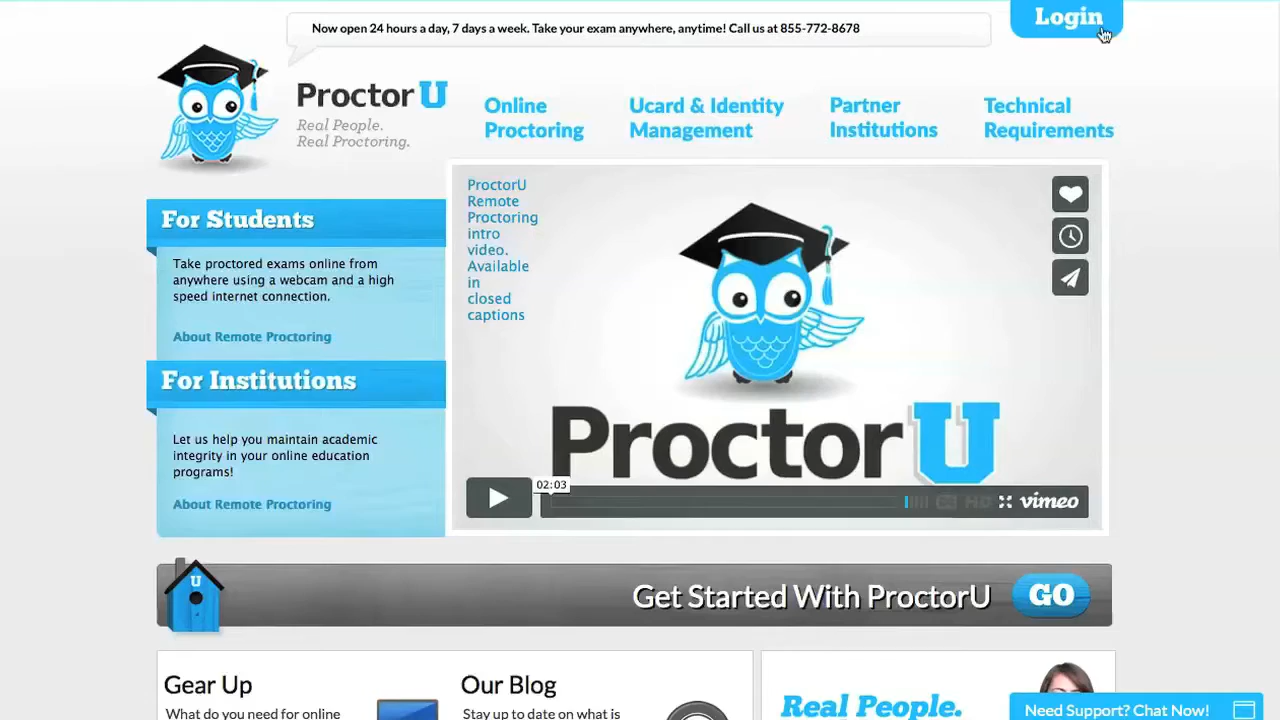 Now open 24 hours a day, 7 days a week. Take your exam anywhere, anytime! Call us at 855-772-8678
Login
ProctorU
Real People.
Real Proctoring.
Online
Proctoring
Ucard & Identity
Management
Partner
Institutions
Technical
Requirements
For Students
Take proctored exams online from
anywhere using a webcam and a high
speed internet connection.
About Remote Proctoring
For Institutions
Let us help you maintain academic
integrity in your online education
programs!
About Remote Proctoring
ProctorU
Remote
Proctoring
intro
video.
Available
in
closed
captions
ProctorU
02:03
HD
vimeo
U
Get Started With ProctorU
GO
Gear Up
What do you need for online
Our Blog
Stay up to date on what is
Real People.
Need Support? Chat Now!